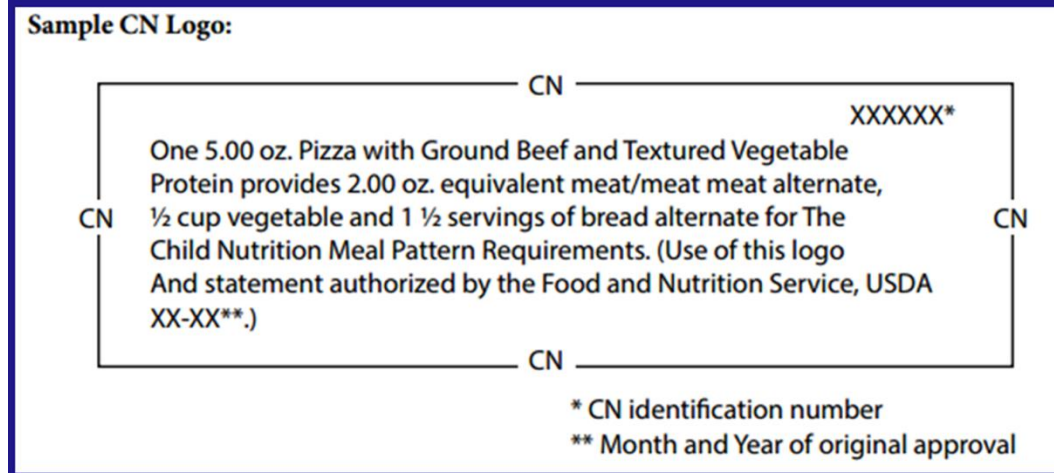 Sample CN Logo:
CN
XXXXXX*
One 5.00 oz. Pizza with Ground Beef and Textured Vegetable
Protein provides 2.00 oz. equivalent meat/meat meat alternate,
CN ½ cup vegetable and 1 ½ servings of bread alternate for The CN
Child Nutrition Meal Pattern Requirements. (Use of this logo
And statement authorized by the Food and Nutrition Service, USDA
XX-XX**.)
CN
* CN identification number
** Month and Year of original approval